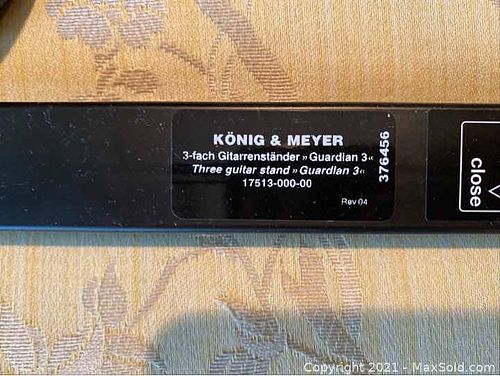 KÖNIG & MEYER
3-fach Gitarrenständer »Guardian 3«
Three guitar stand »Guardian 3«
17513-000-00
Rev 04
376456
close
Copyright 2021 - MaxSold.com